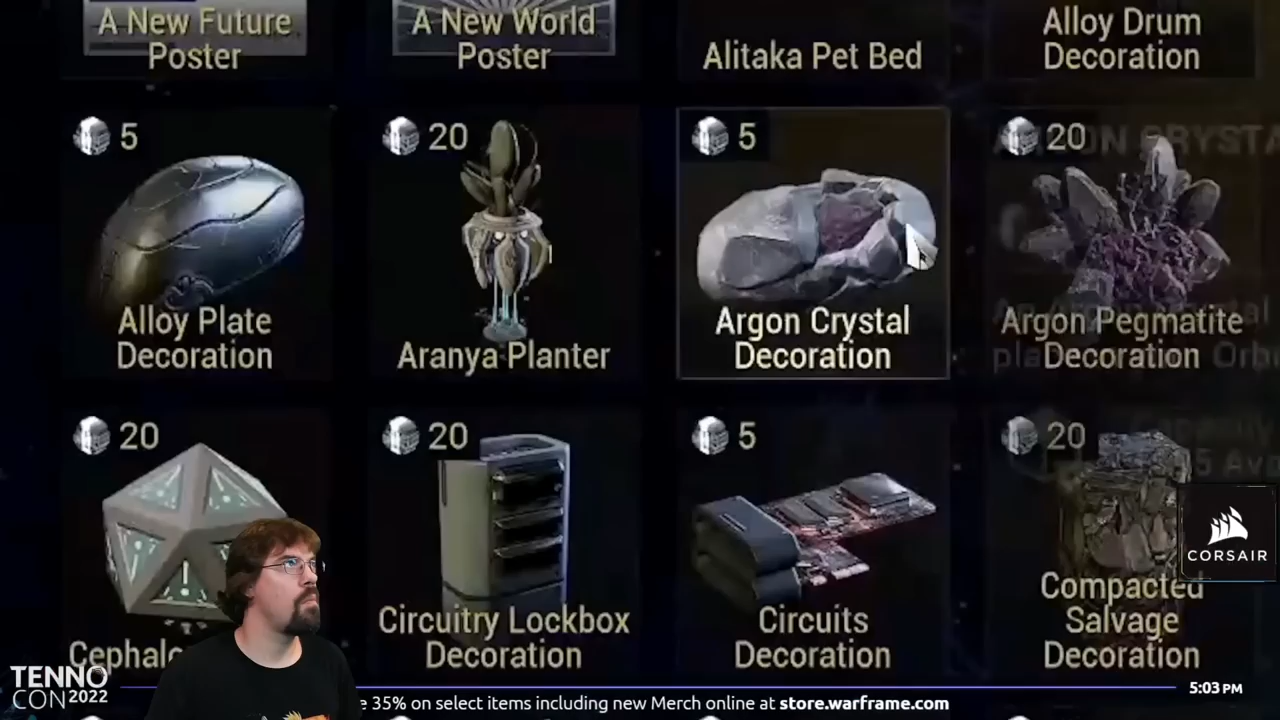 A New Future
Poster
A New World
Poster
Alitaka Pet Bed
Alloy Drum
Decoration
5
Alloy Plate
Decoration
20
Aranya Planter
5
Argon Crystal
Decoration
20
Argon Pegmatite
Decoration
20
Cephalo
20
Circuitry Lockbox
Decoration
5
Circuits
Decoration
20
Compacted
Salvage
Decoration
CORSAIR
TENNO
CON 2022
5:03 PM
e 35% on select items including new Merch online at store.warframe.com